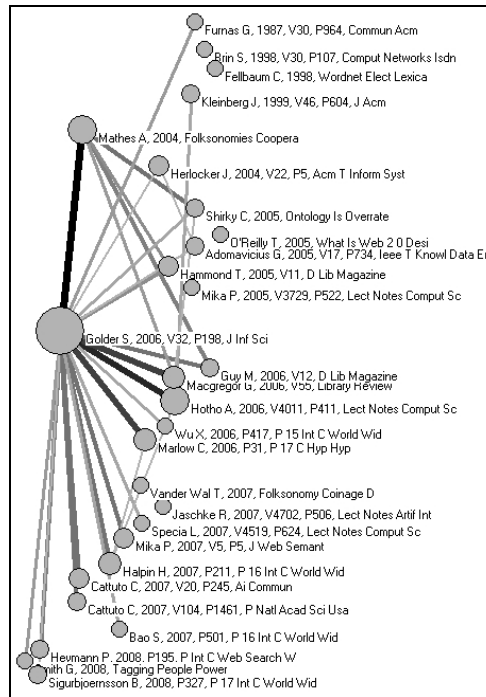 Furnas G, 1987, V30, P964, Commun Acm
Brin S, 1998, V30, P107, Comput Networks Isdn
Fellbaum C, 1998, Wordnet Elect Lexica
Kleinberg J, 1999, V46, P604, J Acm
Mathes A, 2004, Folksonomies Coopera
Herlocker J, 2004, V22, P5, Acm T Inform Syst
Shirky C, 2005, Ontology Is Overrate
O'Reilly T, 2005, What Is Web 2 0 Desi
Adomavicius G, 2005, V17, P734, Ieee T Knowl Data En
Hammond T, 2005, V11, D Lib Magazine
Mika P, 2005, V3729, P522, Lect Notes Comput Sc
Golder S, 2006, V32, P198, J Inf Sci
Guy M, 2006, V12, D Lib Magazine
Macgregor G, 2006, V55, Library Review
Hotho A, 2006, V4011, P411, Lect Notes Comput Sc
Wu X, 2006, P417, P 15 Int C World Wid
Marlow C, 2006, P31, P 17 C Hyp Hyp
Vander Wal T, 2007, Folksonomy Coinage D
Jaschke R, 2007, V4702, P506, Lect Notes Artif Int
Specia L, 2007, V4519, P624, Lect Notes Comput Sc
Mika P, 2007, V5, P5, J Web Semant
Halpin H, 2007, P211, P 16 Int C World Wid
Cattuto C, 2007, V20, P245, Ai Commun
Cattuto C, 2007, V104, P1461, P Natl Acad Sci Usa
Bao S, 2007, P501, P 16 Int C World Wid
Heymann P, 2008, P195, P Int C Web Search W
Smith G, 2008, Tagging People Power
Sigurbjoernsson B, 2008, P327, P 17 Int C World Wid